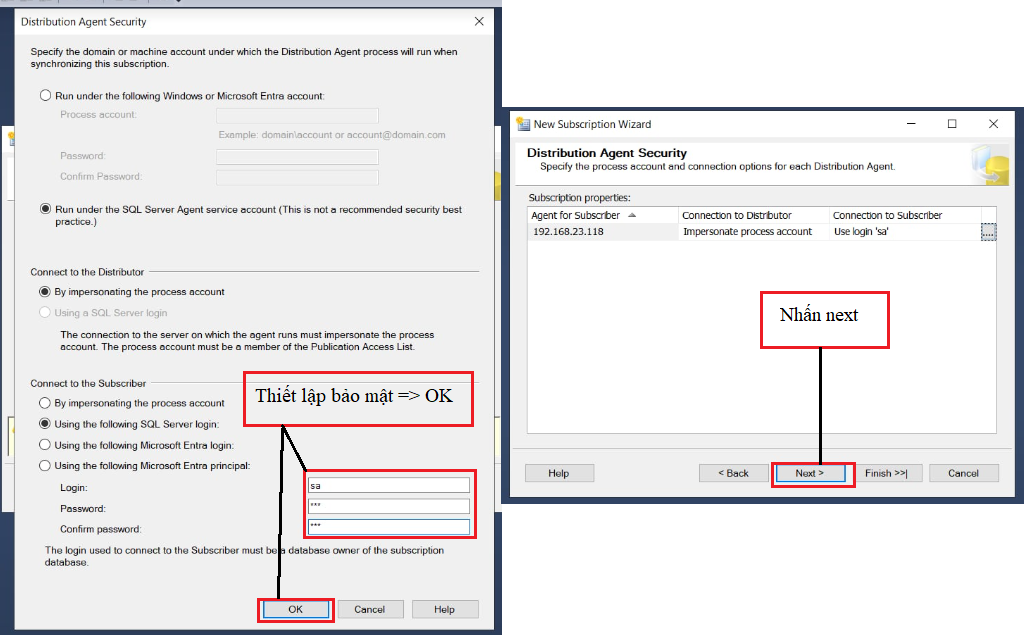 Distribution Agent Security
Specify the domain or machine account under which the Distribution Agent process will run when
synchronizing this subscription.
Run under the following Windows or Microsoft Entra account:
Process account:
Example: domain\account or account@domain.com
Password:
Confirm Password:
Run under the SQL Server Agent service account (This is not a recommended security best
practice.)
Connect to the Distributor
By impersonating the process account
Using a SQL Server login
The connection to the server on which the agent runs must impersonate the process
account. The process account must be a member of the Publication Access List.
Connect to the Subscriber
By impersonating the process account
Thiết lập bảo mật => OK
Using the following SQL Server login:
Using the following Microsoft Entra login:
Using the following Microsoft Entra principal:
Login: sa
Password: ***
Confirm password: ***
The login used to connect to the Subscriber must be a database owner of the subscription
database.
OK Cancel Help
New Subscription Wizard
Distribution Agent Security
Specify the process account and connection options for each Distribution Agent.
Subscription properties:
Agent for Subscriber Connection to Distributor Connection to Subscriber
192.168.23.118 Impersonate process account Use login 'sa' ...
Nhấn next
Help < Back Next > Finish >>| Cancel